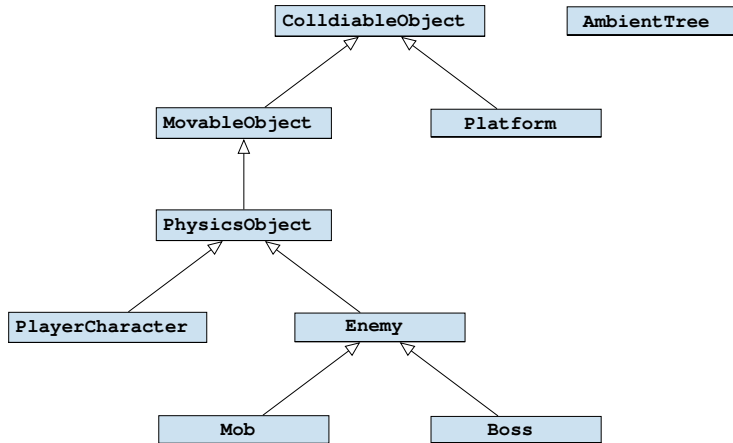 ColldiableObject
AmbientTree
MovableObject
Platform
PhysicsObject
PlayerCharacter
Enemy
Mob
Boss